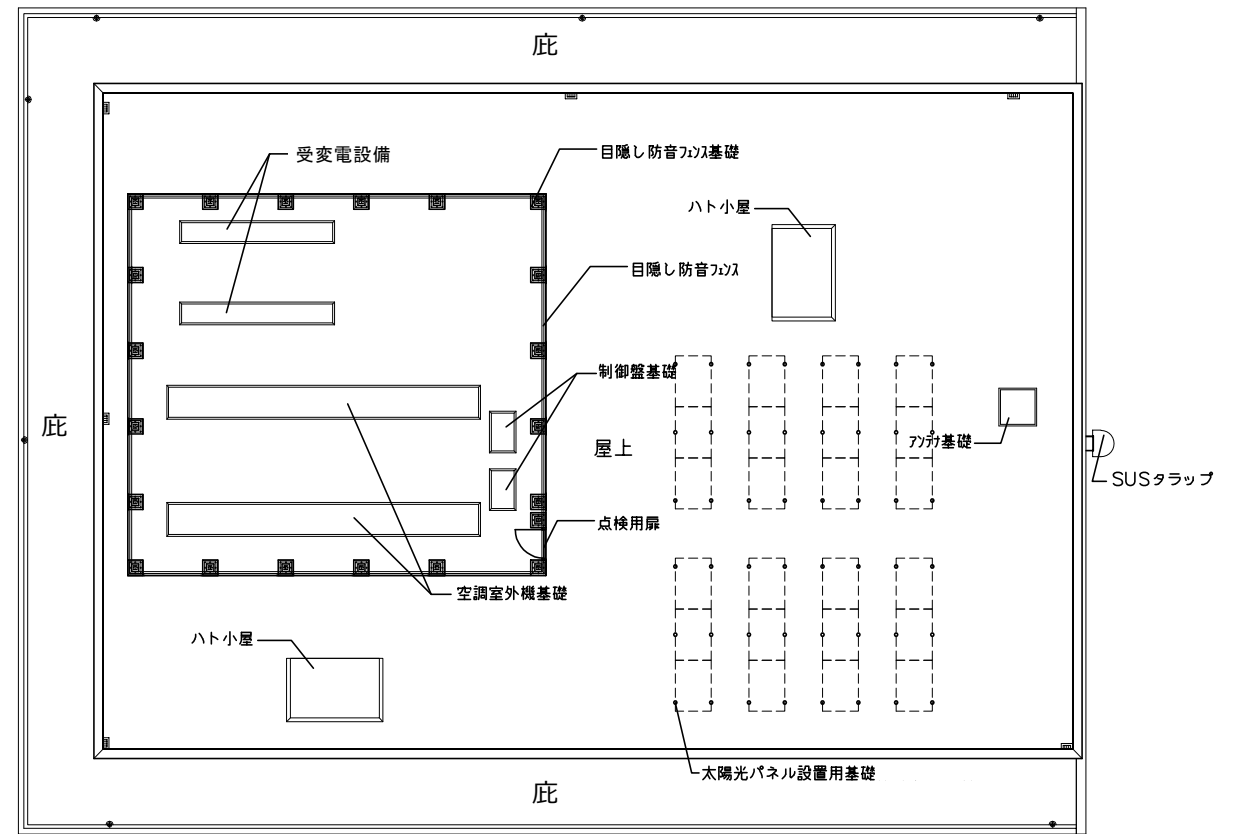 庇
受変電設備
目隠し防音ﾌｪﾝｽ基礎
ハト小屋
目隠し防音ﾌｪﾝｽ
制御盤基礎
庇
屋上
ｱﾝﾃﾅ基礎
SUSタラップ
点検用扉
空調室外機基礎
ハト小屋
太陽光パネル設置用基礎
庇